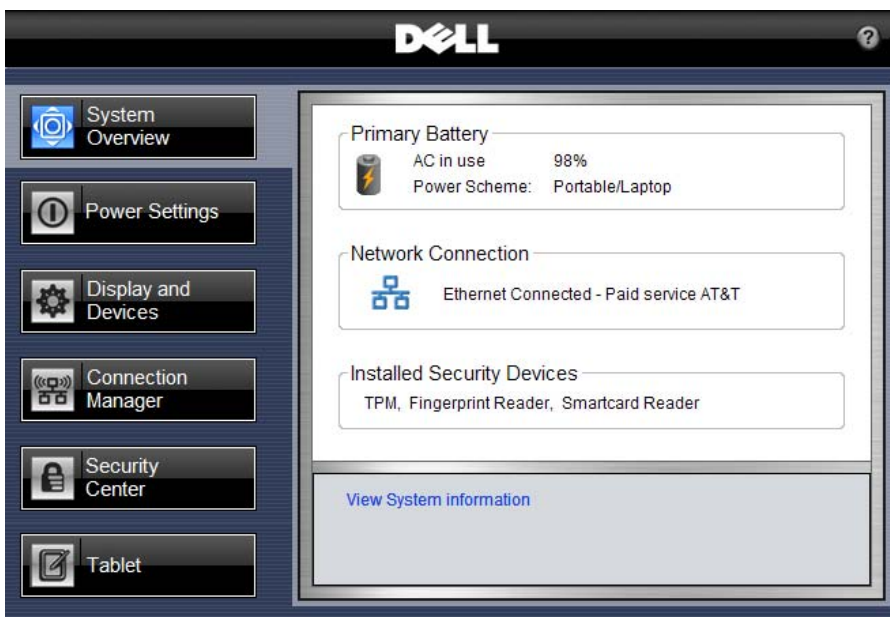 DELL
?
System
Overview
Power Settings
Display and
Devices
Connection
Manager
Security
Center
Tablet
Primary Battery
AC in use 98%
Power Scheme: Portable/Laptop
Network Connection
Ethernet Connected - Paid service AT&T
Installed Security Devices
TPM, Fingerprint Reader, Smartcard Reader
View System information